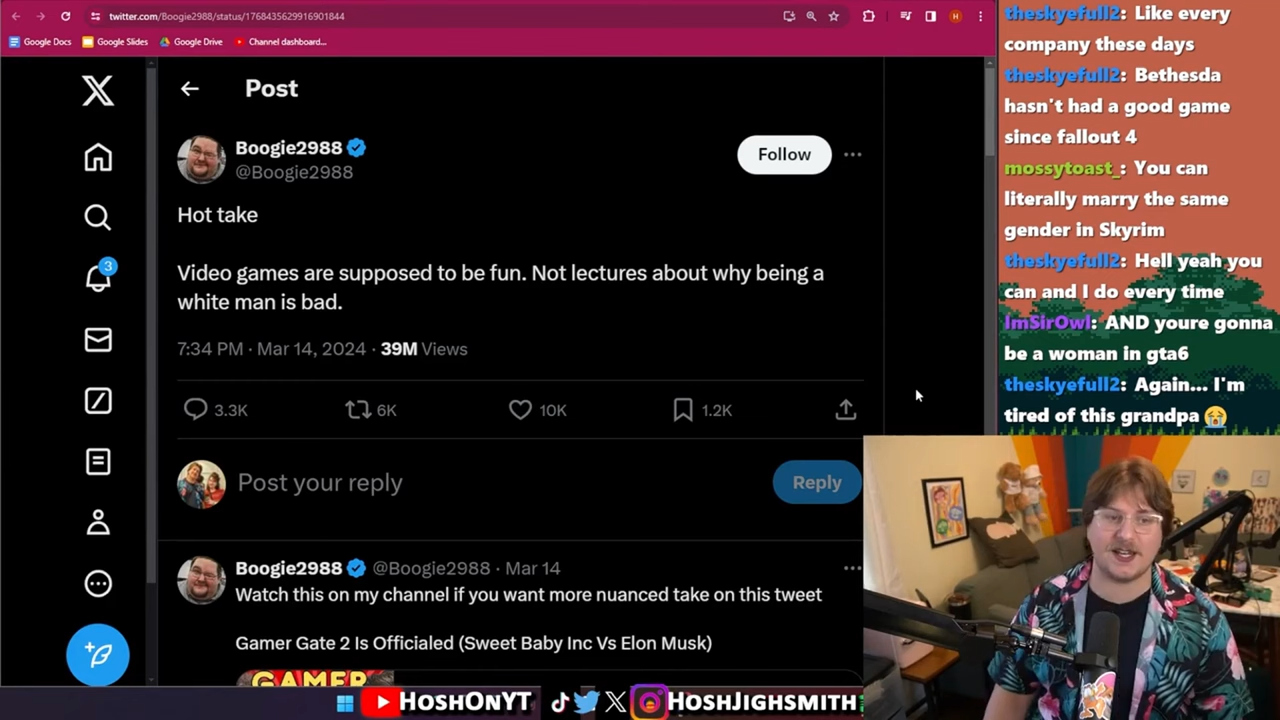 twitter.com/Boogie2988/status/1768435629916901844
Google Docs
Google Slides
Google Drive
Channel dashboard...
H
Post
Boogie2988
@Boogie2988
Follow
Hot take
Video games are supposed to be fun. Not lectures about why being a
white man is bad.
7:34 PM · Mar 14, 2024 · 39M Views
3.3K
6K
10K
1.2K
3
Post your reply
Reply
Boogie2988 @Boogie2988 · Mar 14
Watch this on my channel if you want more nuanced take on this tweet
Gamer Gate 2 Is Officialed (Sweet Baby Inc Vs Elon Musk)
GAMER
theskyefull2: Like every
company these days
theskyefull2: Bethesda
hasn't had a good game
since fallout 4
mossytoast_: You can
literally marry the same
gender in Skyrim
theskyefull2: Hell yeah you
can and I do every time
ImSirOwl: AND youre gonna
be a woman in gta6
theskyefull2: Again... I'm
tired of this grandpa 😭
HoshOnYT
HoshJighsmith